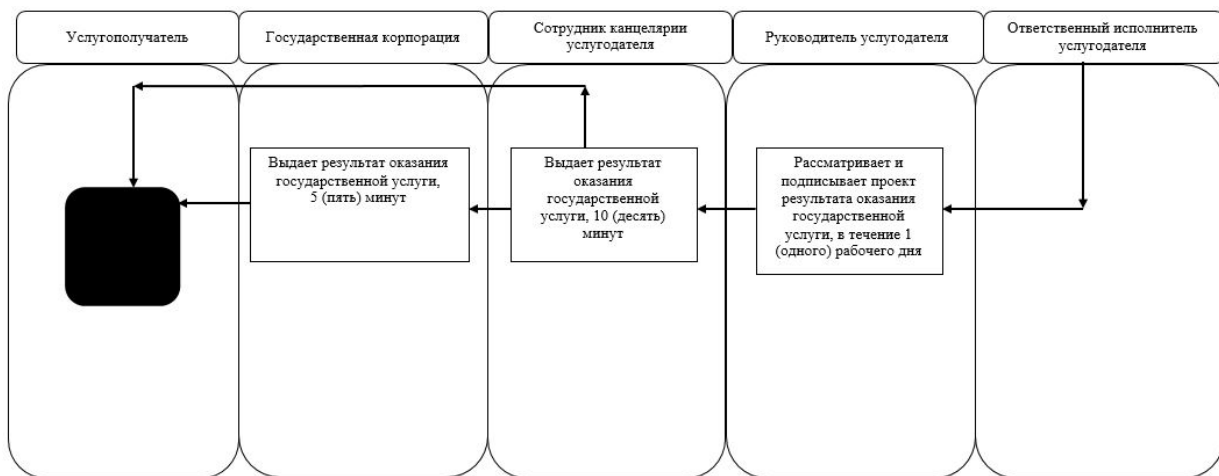 Услугополучатель
Государственная корпорация
Сотрудник канцелярии
услугодателя
Руководитель услугодателя
Ответственный исполнитель
услугодателя
Выдает результат оказания
государственной услуги,
5 (пять) минут
Выдает результат
оказания
государственной
услуги, 10 (десять)
минут
Рассматривает и
подписывает проект
результата оказания
государственной
услуги, в течение 1
(одного) рабочего дня